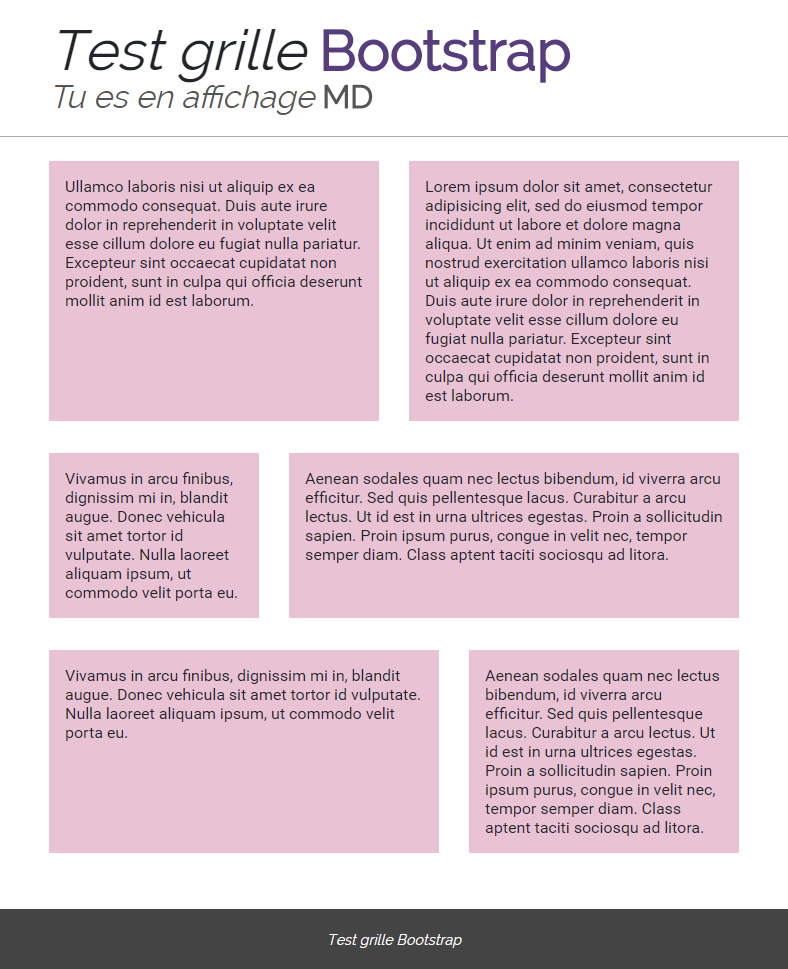 Test grille Bootstrap
Tu es en affichage MD
Ullamco laboris nisi ut aliquip ex ea
commodo consequat. Duis aute irure
dolor in reprehenderit in voluptate velit
esse cillum dolore eu fugiat nulla pariatur.
Excepteur sint occaecat cupidatat non
proident, sunt in culpa qui officia deserunt
mollit anim id est laborum.
Lorem ipsum dolor sit amet, consectetur
adipisicing elit, sed do eiusmod tempor
incididunt ut labore et dolore magna
aliqua. Ut enim ad minim veniam, quis
nostrud exercitation ullamco laboris nisi
ut aliquip ex ea commodo consequat.
Duis aute irure dolor in reprehenderit in
voluptate velit esse cillum dolore eu
fugiat nulla pariatur. Excepteur sint
occaecat cupidatat non proident, sunt in
culpa qui officia deserunt mollit anim id
est laborum.
Vivamus in arcu finibus,
dignissim mi in, blandit
augue. Donec vehicula
sit amet tortor id
vulputate. Nulla laoreet
aliquam ipsum, ut
commodo velit porta eu.
Aenean sodales quam nec lectus bibendum, id viverra arcu
efficitur. Sed quis pellentesque lacus. Curabitur a arcu
lectus. Ut id est in urna ultrices egestas. Proin a sollicitudin
sapien. Proin ipsum purus, congue in velit nec, tempor
semper diam. Class aptent taciti sociosqu ad litora.
Vivamus in arcu finibus, dignissim mi in, blandit
augue. Donec vehicula sit amet tortor id vulputate.
Nulla laoreet aliquam ipsum, ut commodo velit
porta eu.
Aenean sodales quam nec lectus
bibendum, id viverra arcu
efficitur. Sed quis pellentesque
lacus. Curabitur a arcu lectus. Ut
id est in urna ultrices egestas.
Proin a sollicitudin sapien. Proin
ipsum purus, congue in velit nec,
tempor semper diam. Class
aptent taciti sociosqu ad litora.
Test grille Bootstrap